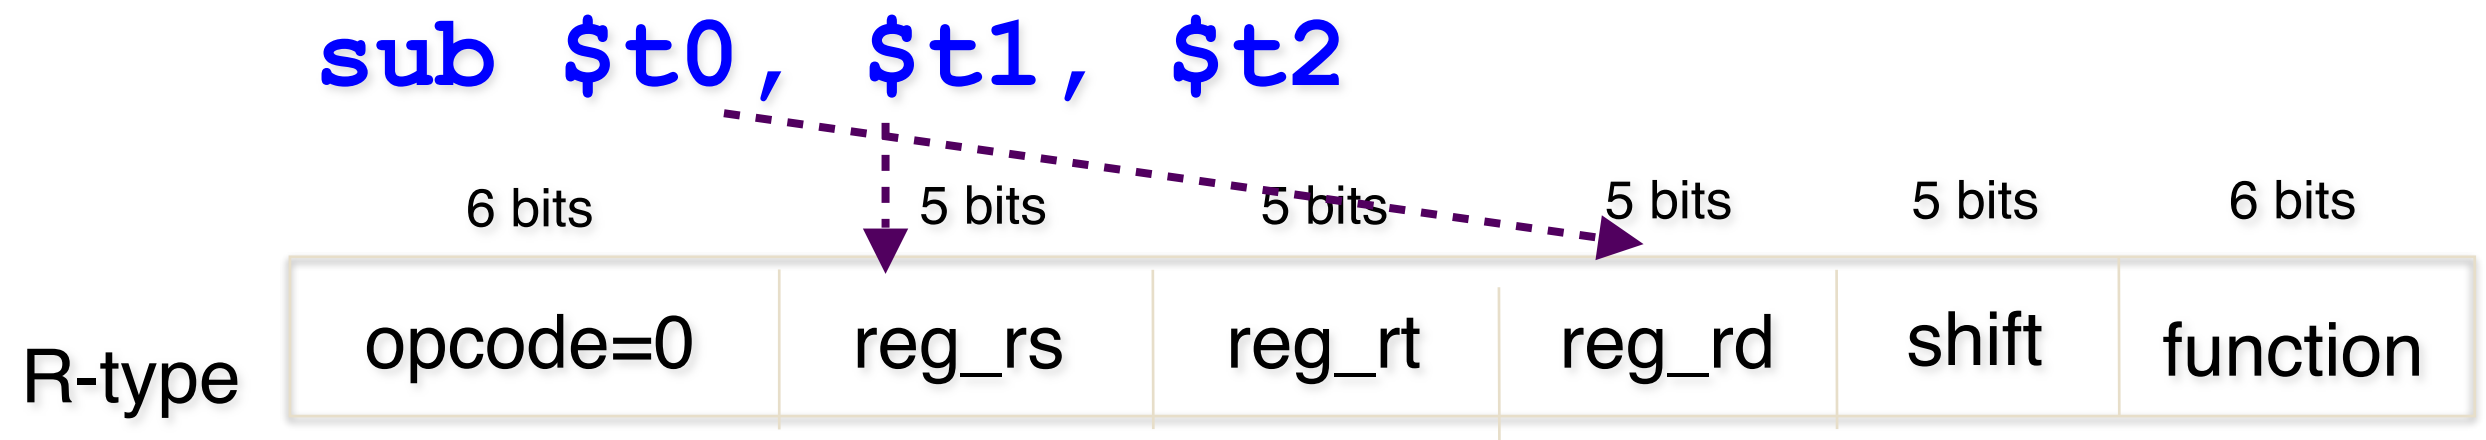 sub $t0, $t1, $t2
6 bits 5 bits 5 bits 5 bits 5 bits 6 bits
R-type opcode=0 reg_rs reg_rt reg_rd shift function